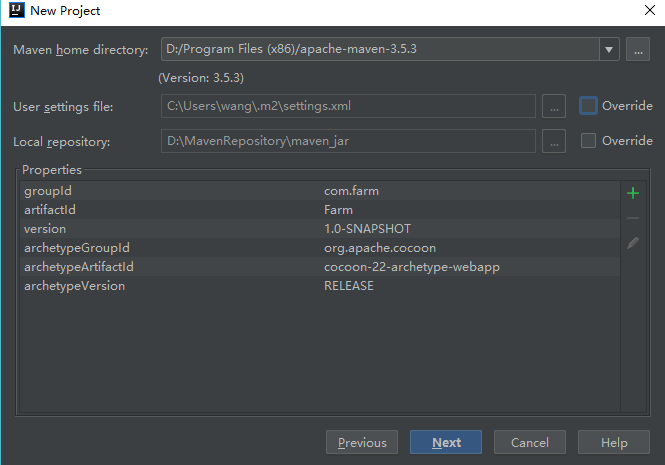 New Project
Maven home directory: D:/Program Files (x86)/apache-maven-3.5.3 ...
(Version: 3.5.3)
User settings file: C:\Users\wang\.m2\settings.xml ... Override
Local repository: D:\MavenRepository\maven_jar ... Override
Properties
groupId com.farm
artifactId Farm
version 1.0-SNAPSHOT
archetypeGroupId org.apache.cocoon
archetypeArtifactId cocoon-22-archetype-webapp
archetypeVersion RELEASE
Previous Next Cancel Help